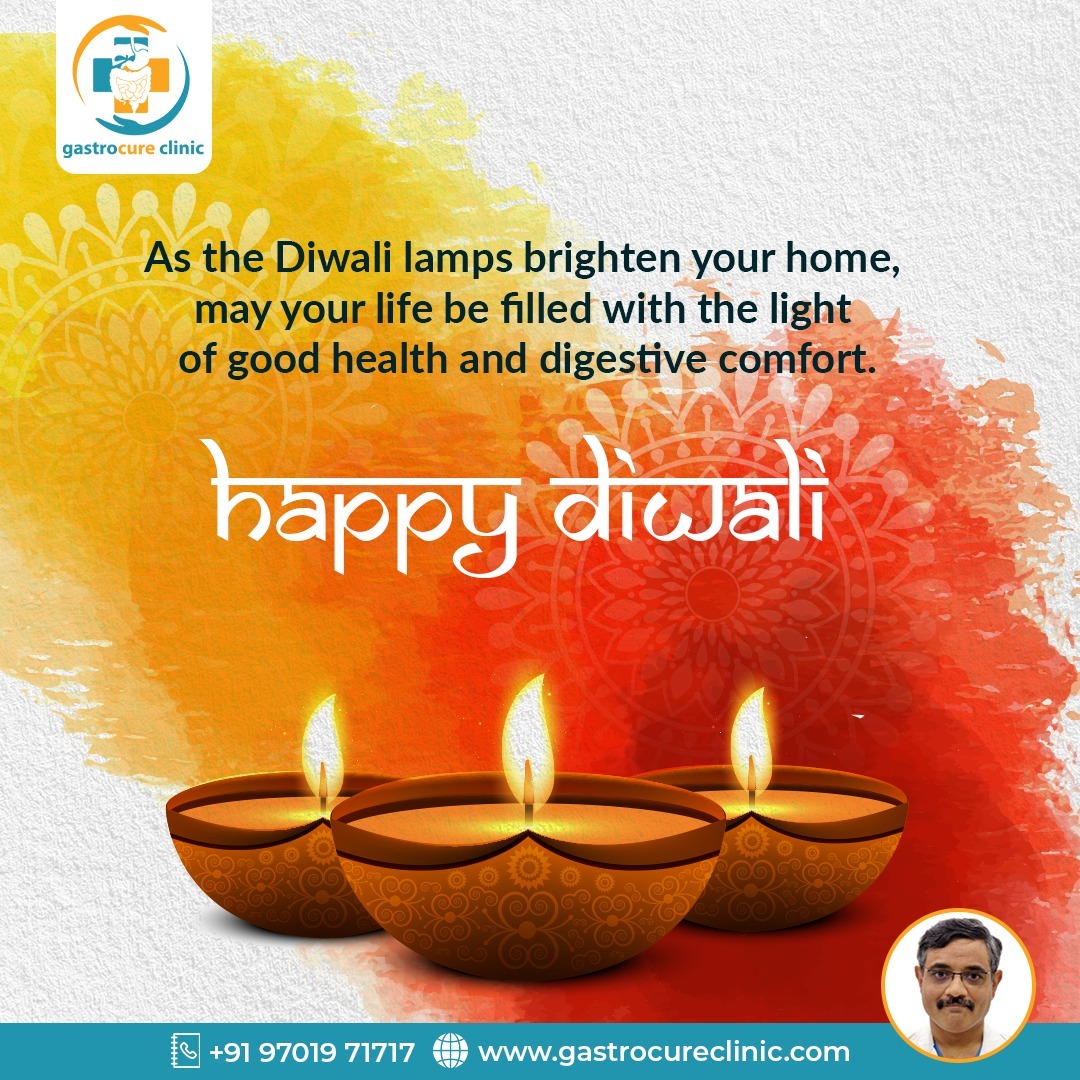 gastrocure clinic
As the Diwali lamps brighten your home,
may your life be filled with the light
of good health and digestive comfort.
happy diwali
+91 97019 71717 www.gastrocureclinic.com